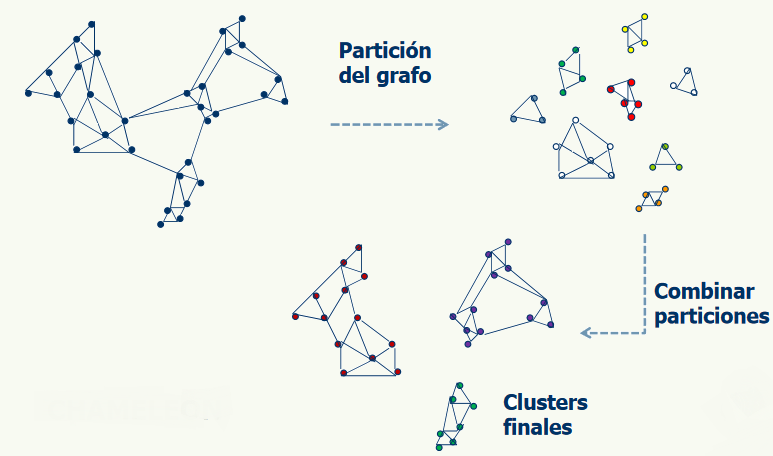 Partición
del grafo
Combinar
particiones
Clusters
finales